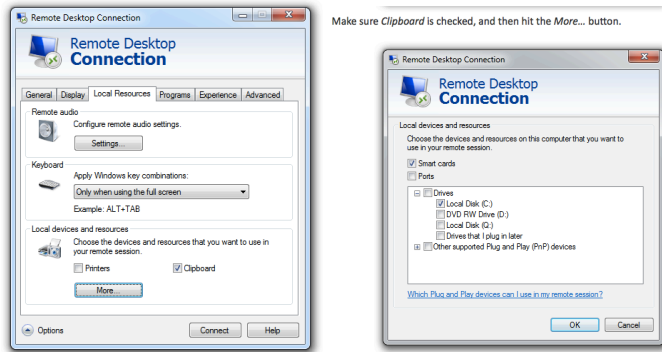 Remote Desktop Connection
Remote Desktop
Connection
General Display Local Resources Programs Experience Advanced
Remote audio
Configure remote audio settings.
Settings...
Keyboard
Apply Windows key combinations:
Only when using the full screen
Example: ALT+TAB
Local devices and resources
Choose the devices and resources that you want to use in
your remote session.
Printers Clipboard
More...
Options Connect Help
Make sure Clipboard is checked, and then hit the More... button.
Remote Desktop Connection
Remote Desktop
Connection
Local devices and resources
Choose the devices and resources on this computer that you want to
use in your remote session.
Smart cards
Ports
Drives
Local Disk (C:)
DVD RW Drive (D:)
Local Disk (Q:)
Drives that I plug in later
Other supported Plug and Play (PnP) devices
Which Plug and Play devices can I use in my remote session?
OK Cancel